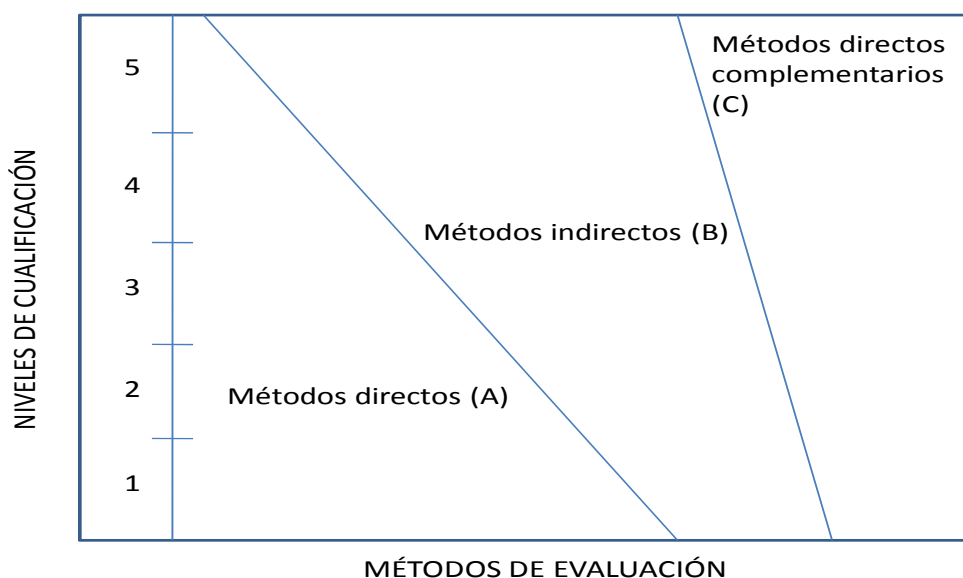 Métodos directos
complementarios
(C)
5
4
Métodos indirectos (B)
3
2
Métodos directos (A)
1
NIVELES DE CUALIFICACIÓN
MÉTODOS DE EVALUACIÓN